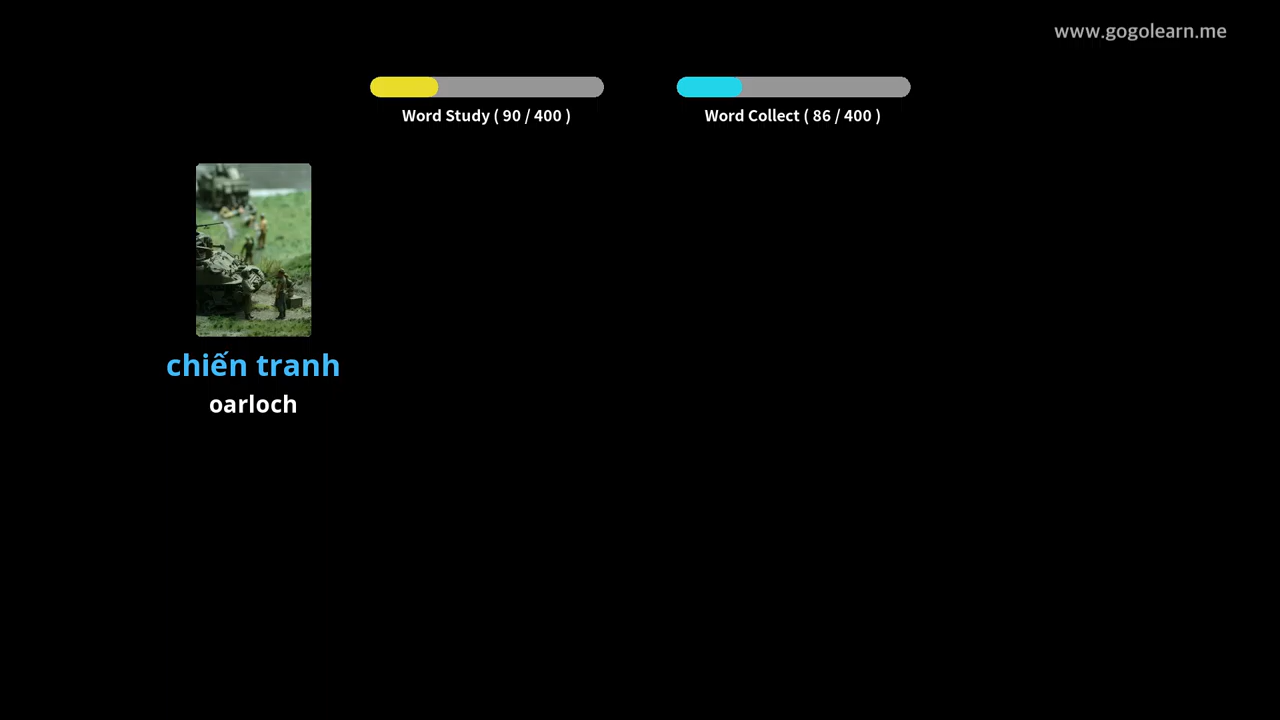 www.gogolearn.me
Word Study ( 90 / 400 )
Word Collect ( 86 / 400 )
chiến tranh
oarloch